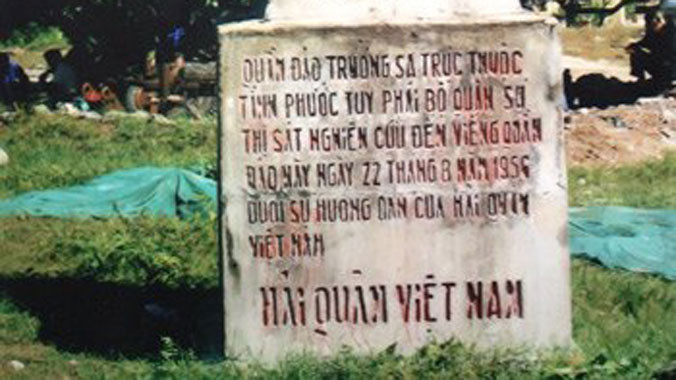 QUẦN ĐẢO TRƯỜNG SA TRỰC THUỘC
TỈNH PHƯỚC TUY PHÁI BỘ QUÂN SỰ
THỊ SÁT NGHIÊN CỨU ĐẾN VIẾNG QUẦN
ĐẢO NÀY NGÀY 22 THÁNG 8 NĂM 1956
DƯỚI SỰ HƯỚNG DẪN CỦA HẢI QUÂN
VIỆT NAM
HẢI QUÂN VIỆT NAM